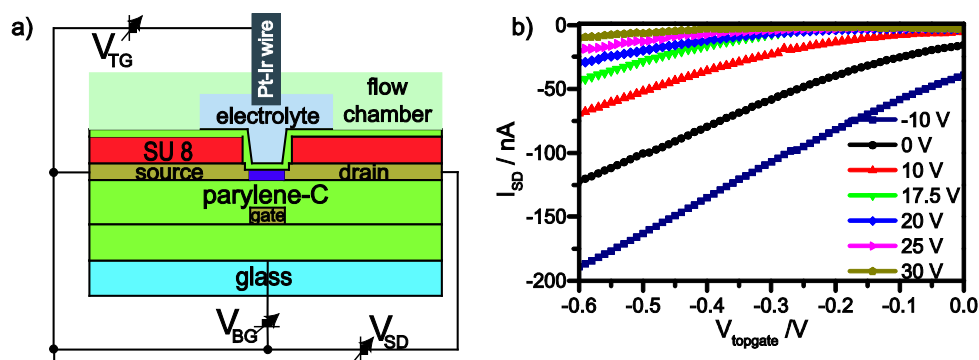 a)
V_TG
Pt-Ir wire
flow
chamber
electrolyte
SU 8
source
drain
parylene-C
gate
glass
V_BG
V_SD
b)
I_SD / nA
0
-50
-100
-150
-200
-10 V
0 V
10 V
17.5 V
20 V
25 V
30 V
-0.6 -0.5 -0.4 -0.3 -0.2 -0.1 0.0
V_topgate /V